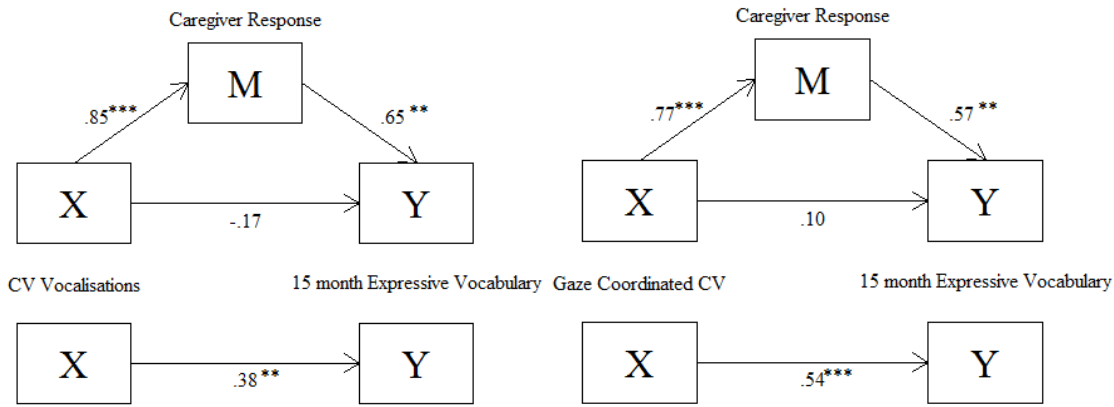 Caregiver Response
M
.85***
.65 **
X
Y
-.17
CV Vocalisations
15 month Expressive Vocabulary
X
Y
.38 **
Caregiver Response
M
.77***
.57 **
X
Y
.10
Gaze Coordinated CV
15 month Expressive Vocabulary
X
Y
.54***